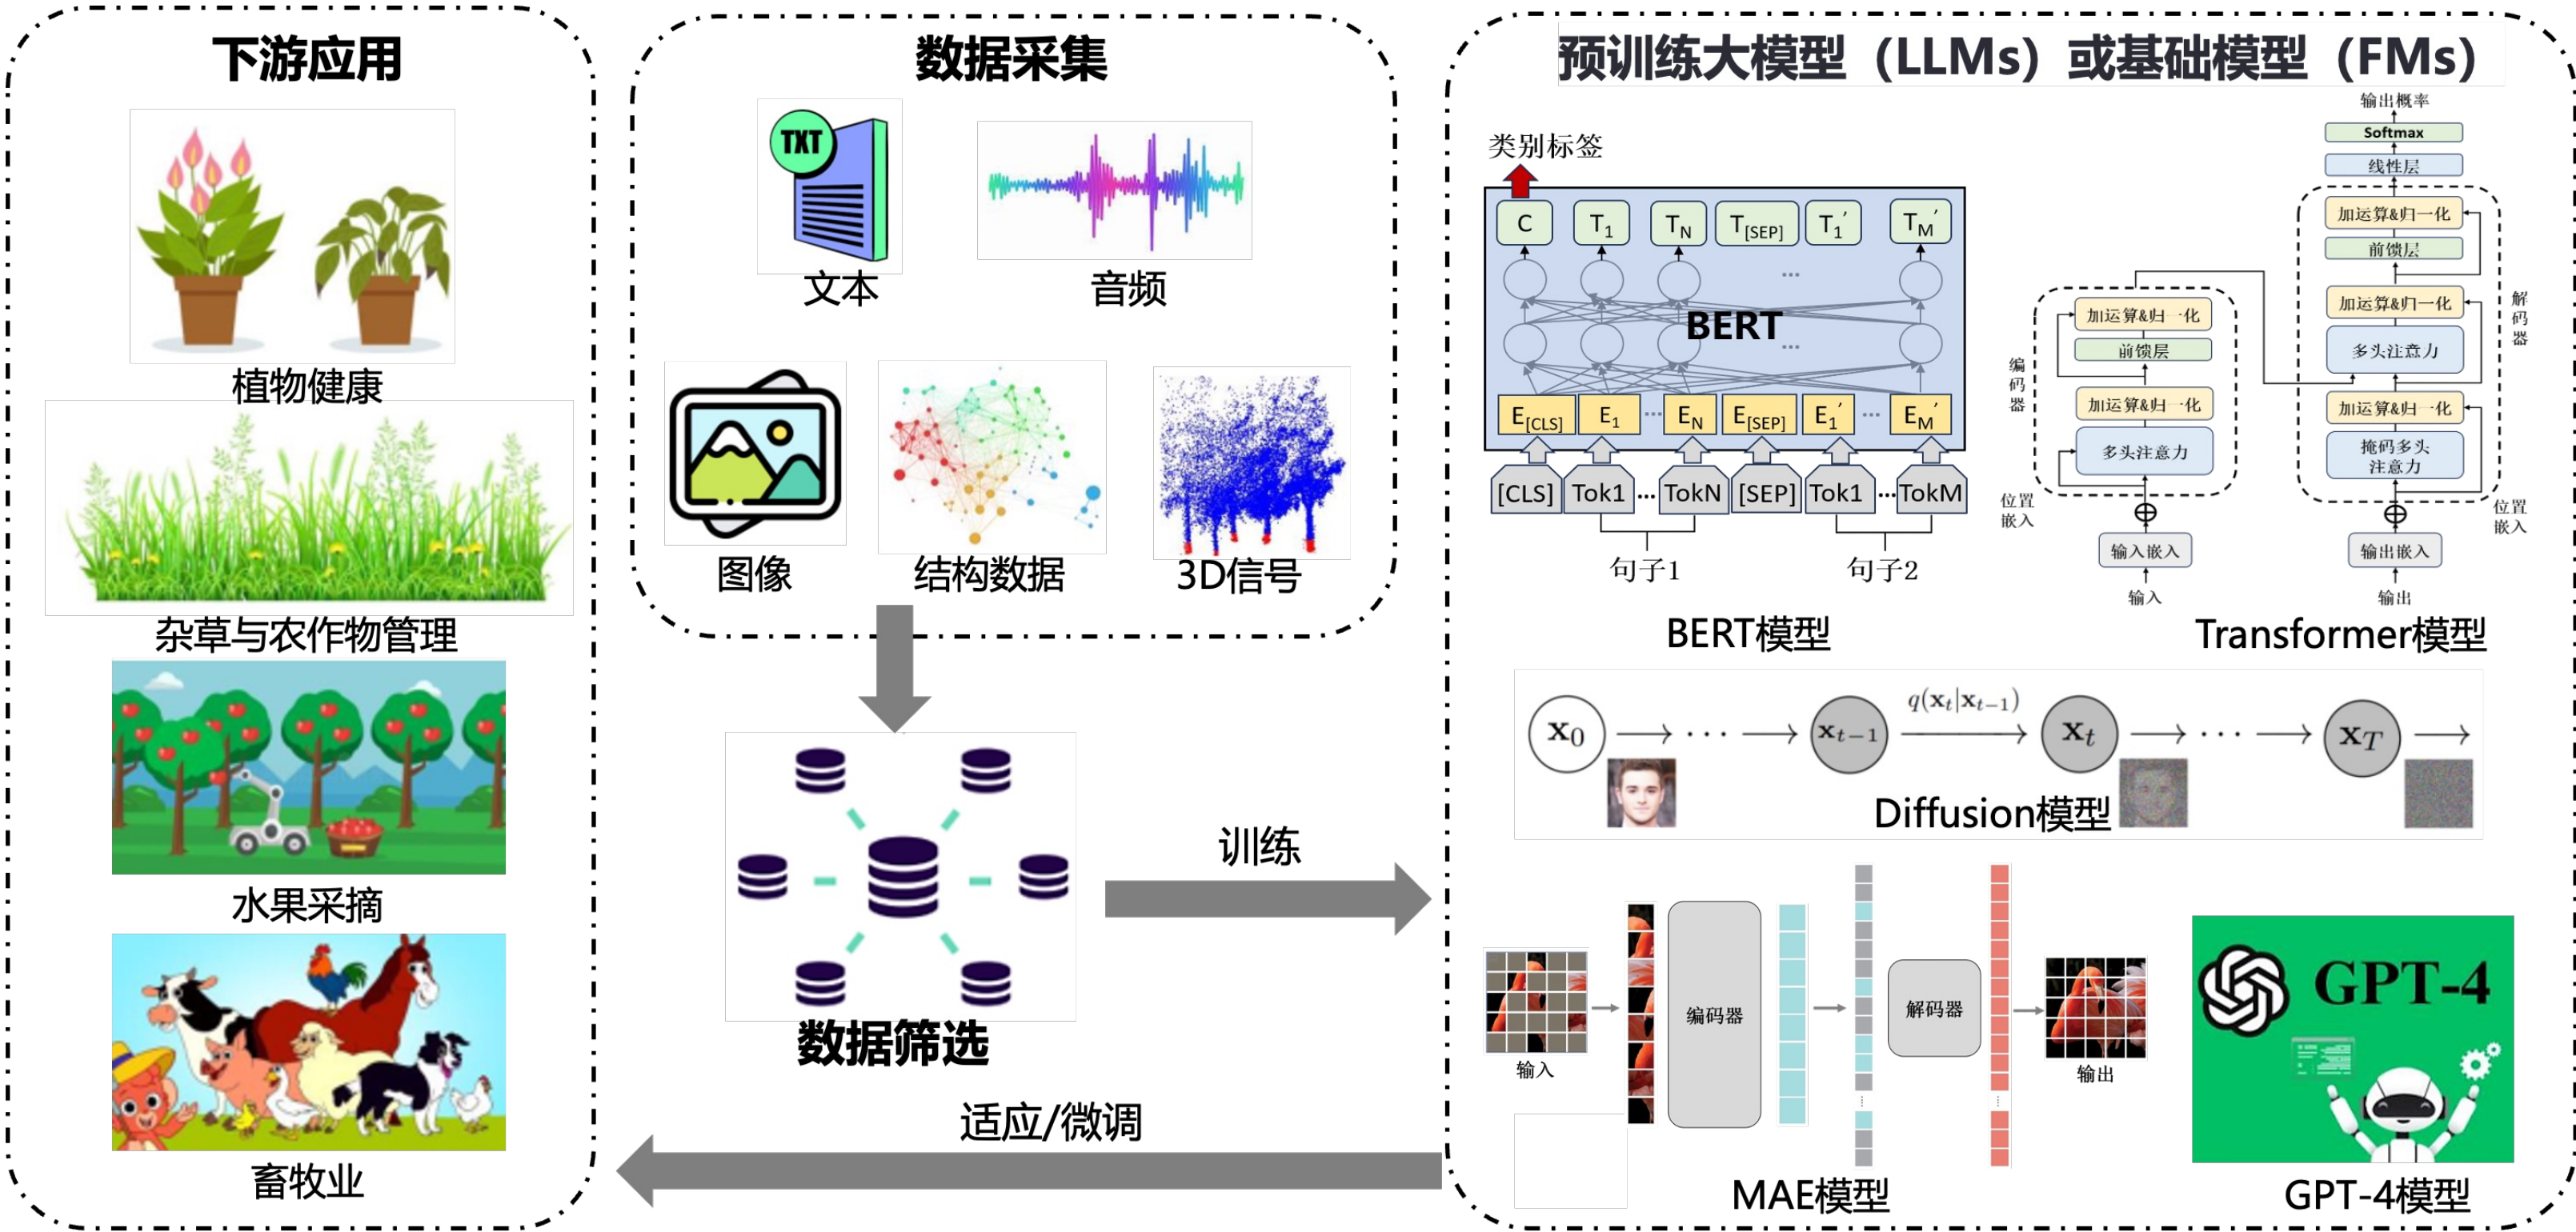 下游应用
植物健康
杂草与农作物管理
水果采摘
畜牧业
数据采集
TXT
文本
音频
图像
结构数据
3D信号
数据筛选
训练
适应/微调
预训练大模型（LLMs）或基础模型（FMs）
类别标签
C T₁ T_N T_[SEP] T₁′ T_M′
...
BERT
...
E_[CLS] E₁ ... E_N E_[SEP] E₁′ ... E_M′
[CLS] Tok1 ... TokN [SEP] Tok1 ... TokM
句子1 句子2
BERT模型
输出概率
Softmax
线性层
加运算&归一化
前馈层
加运算&归一化
多头注意力
加运算&归一化
掩码多头
注意力
解码器
位置
嵌入
输出嵌入
输出
加运算&归一化
前馈层
加运算&归一化
多头注意力
编码器
位置
嵌入
输入嵌入
输入
Transformer模型
x₀ ... x_{t−1} q(x_t|x_{t−1}) x_t ... x_T
Diffusion模型
输入
编码器
解码器
输出
MAE模型
GPT-4
GPT-4模型